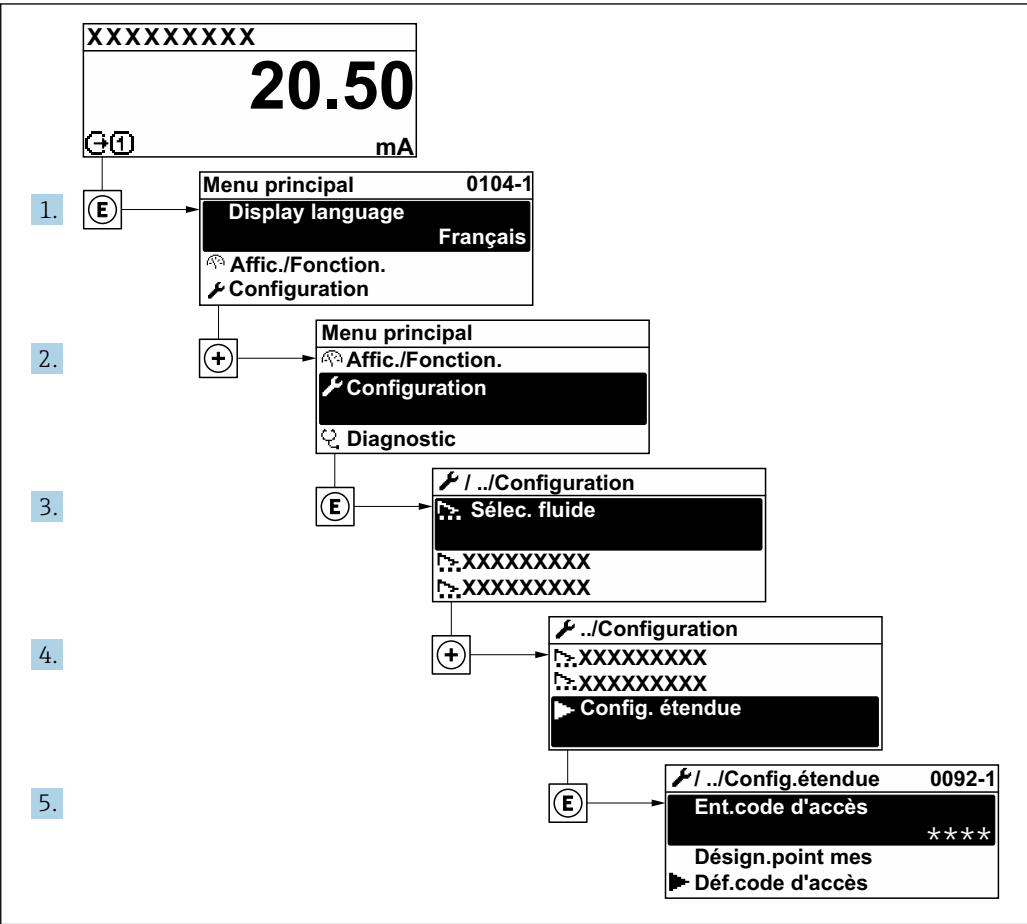 XXXXXXXXX
20.50
1 mA
1. E Menu principal 0104-1
Display language
Français
Affic./Fonction.
Configuration
2. + Menu principal
Affic./Fonction.
Configuration
Diagnostic
3. E / ../Configuration
Sélec. fluide
XXXXXXXXX
XXXXXXXXX
4. + ../Configuration
XXXXXXXXX
XXXXXXXXX
Config. étendue
5. E / ../Config.étendue 0092-1
Ent.code d'accès
****
Désign.point mes
Déf.code d'accès